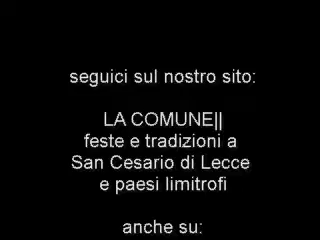 seguici sul nostro sito:
LA COMUNE||
feste e tradizioni a
San Cesario di Lecce
e paesi limitrofi
anche su: